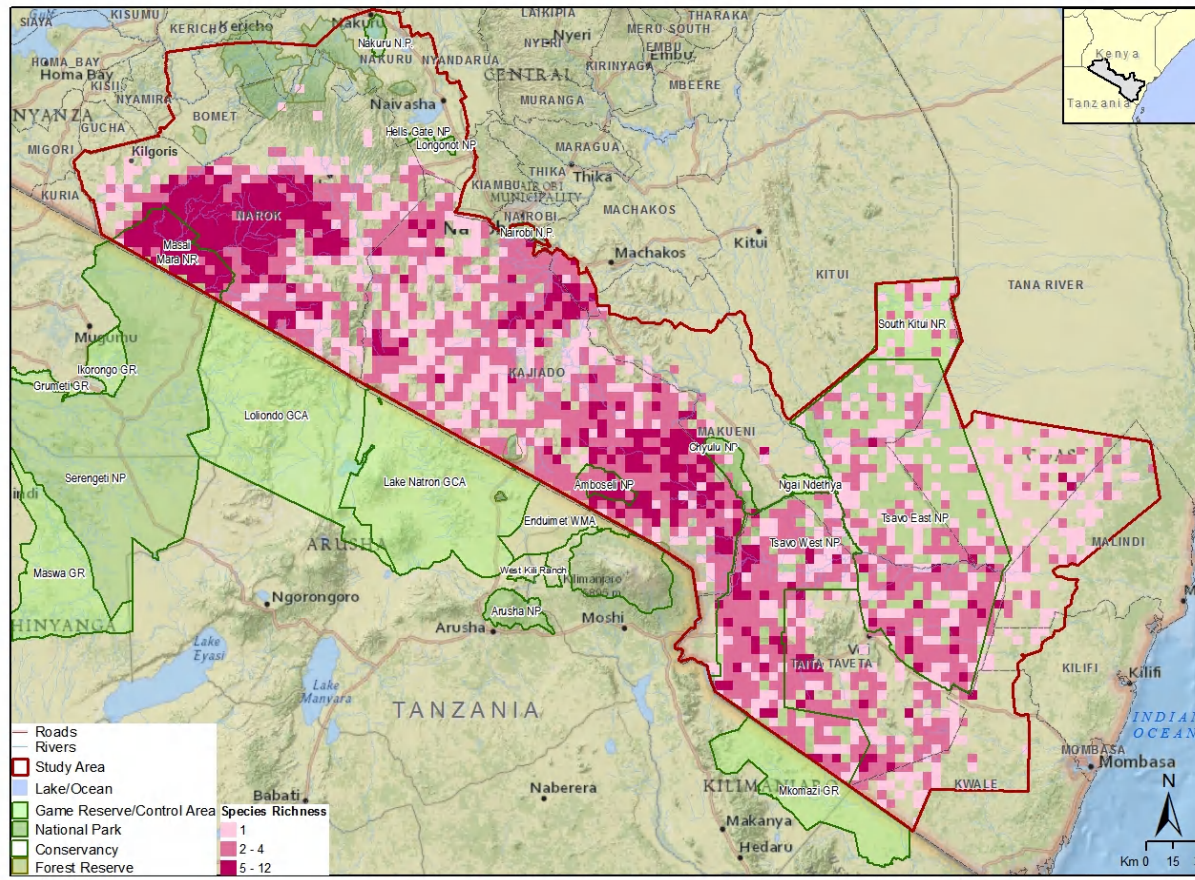 SIAYA
KISUMU
KERICHO
Kericho
Nakuru
LAIKIPIA
MERU SOUTH
THARAKA
Nakuru N.P.
NYERI
Nyeri
EMBU
Embu
HOMA BAY
Homa Bay
NAKURU
NYANDARUA
KIRINYAGA
Kenya
KISII
NYAMIRA
CENTRAL
MBEERE
Tanzania
NYANZA
BOMET
Naivasha
MURANGA
GUCHA
Hells Gate NP
Longonot NP
MARAGUA
MIGORI
Kilgoris
THIKA
Thika
KURIA
KIAMBU
NAIROBI
MUNICIPALITY
NAROK
NAIROBI
MACHAKOS
Nairobi N.P.
Kitui
Masai
Mara NR
Machakos
KITUI
TANA RIVER
Mugumu
South Kitui NR
Ikorongo GR
Grumeti GR
KAJIADO
Loliondo GCA
MAKUENI
Chyulu NP
COAST
Serengeti NP
Lake Natron GCA
Amboseli NP
Ngai Ndethya
Tsavo East NP
Enduimet WMA
Tsavo West NP
MALINDI
ARUSHA
Maswa GR
West Kili Ranch
Kilimanjaro
5895 m
Ngorongoro
Arusha NP
Moshi
SHINYANGA
Arusha
Voi
TAITA TAVETA
Lake
Eyasi
KILIFI
Kilifi
Lake
Manyara
TANZANIA
INDIAN
OCEAN
MOMBASA
Mombasa
KILIMANJARO
KWALE
Babati
Naberera
Mkomazi GR
Makanya
Hedaru
N
Km 0 15
Roads
Rivers
Study Area
Lake/Ocean
Game Reserve/Control Area
National Park
Conservancy
Forest Reserve
Species Richness
1
2 - 4
5 - 12